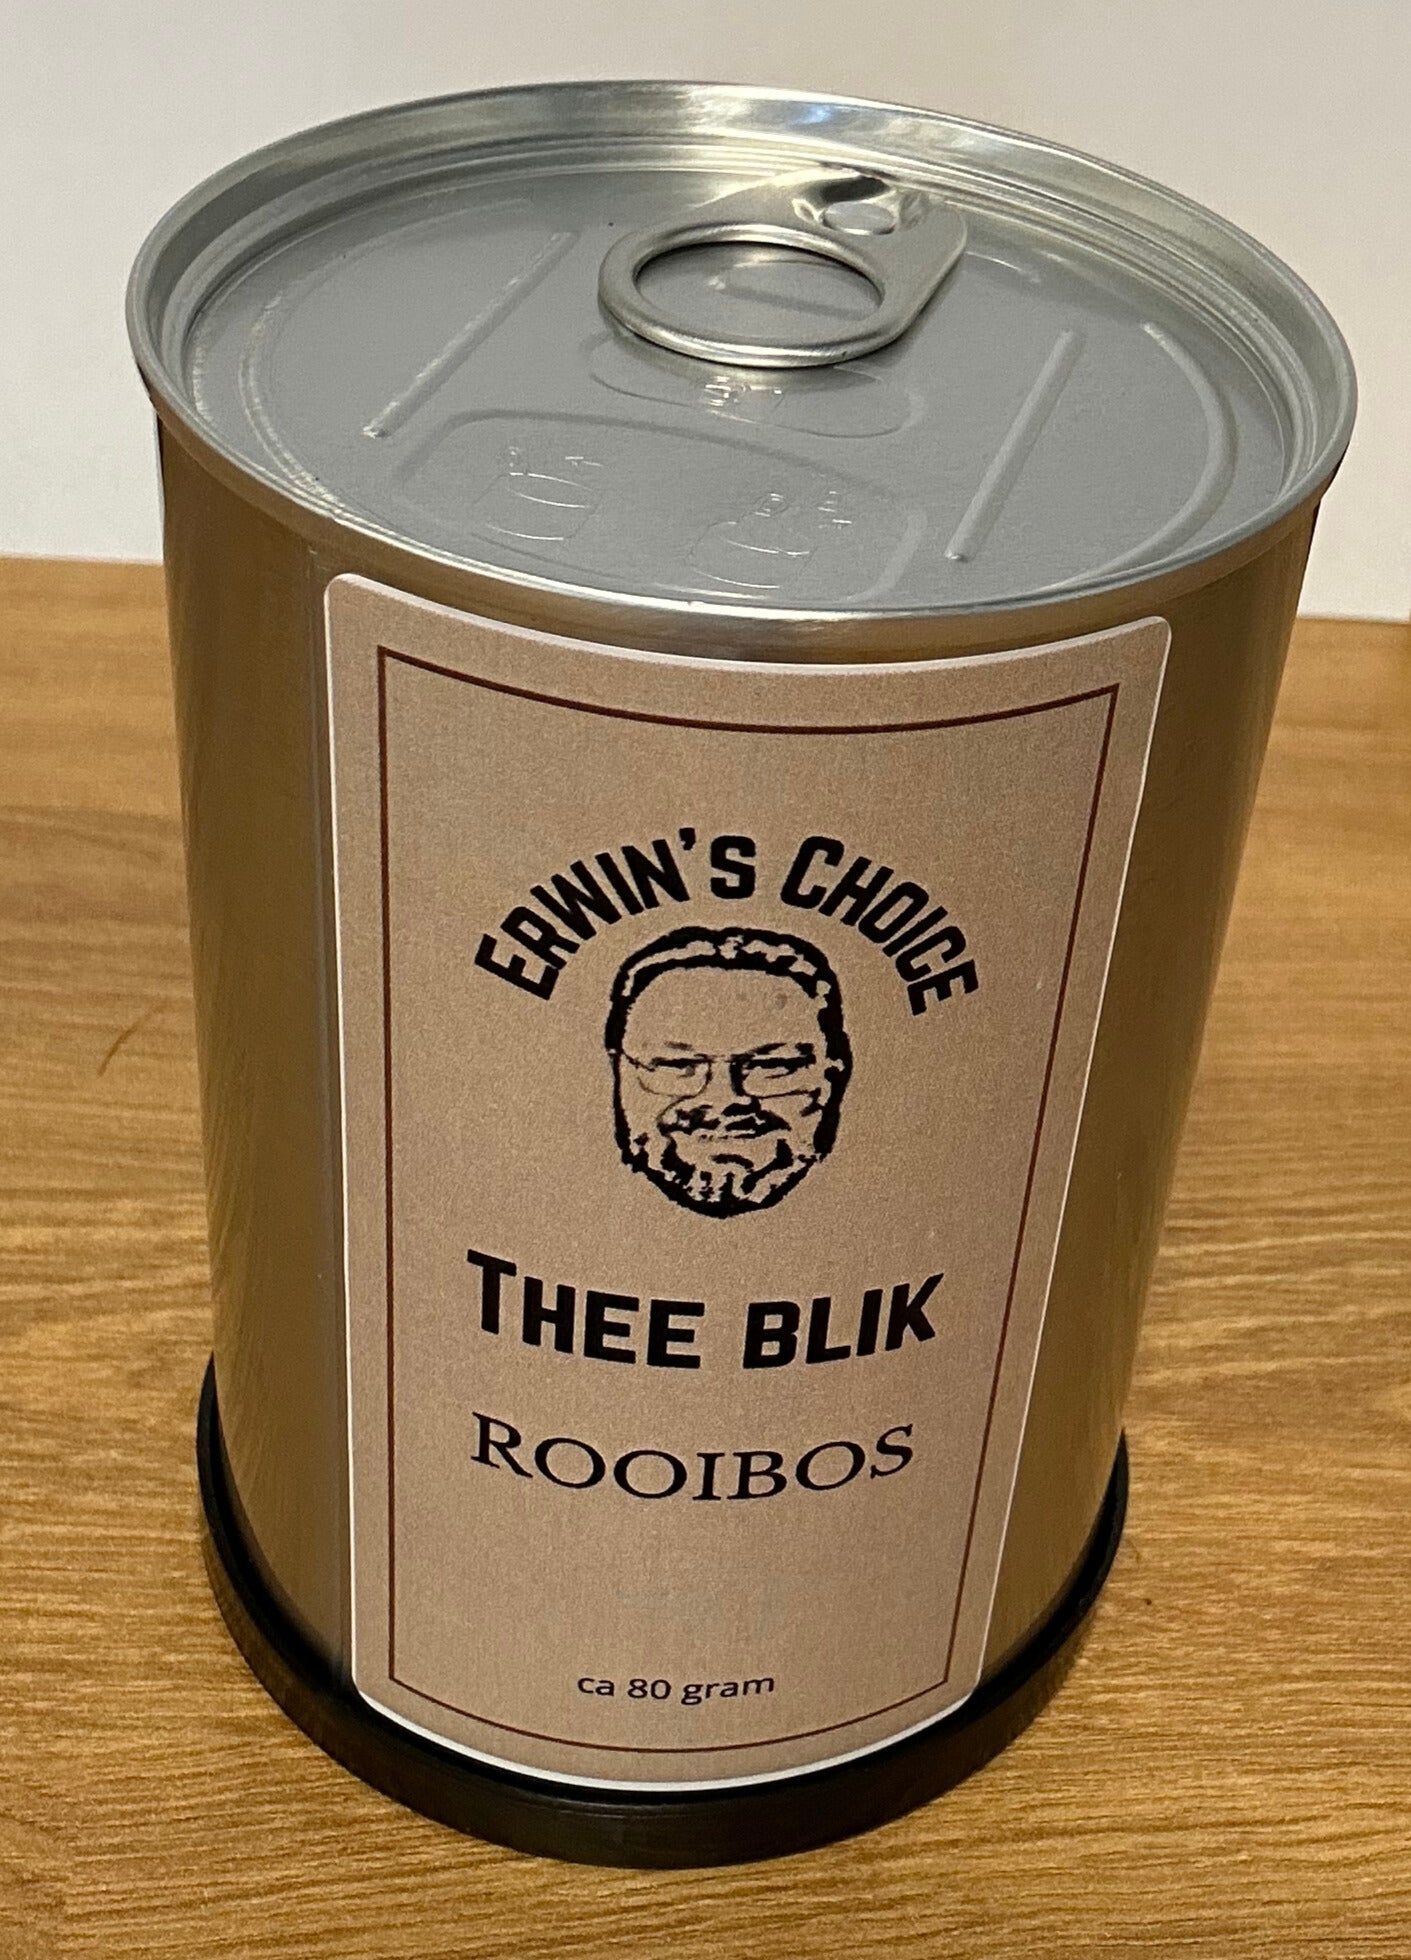 Erwin's Choice
Thee blik
ROOIBOS
ca 80 gram